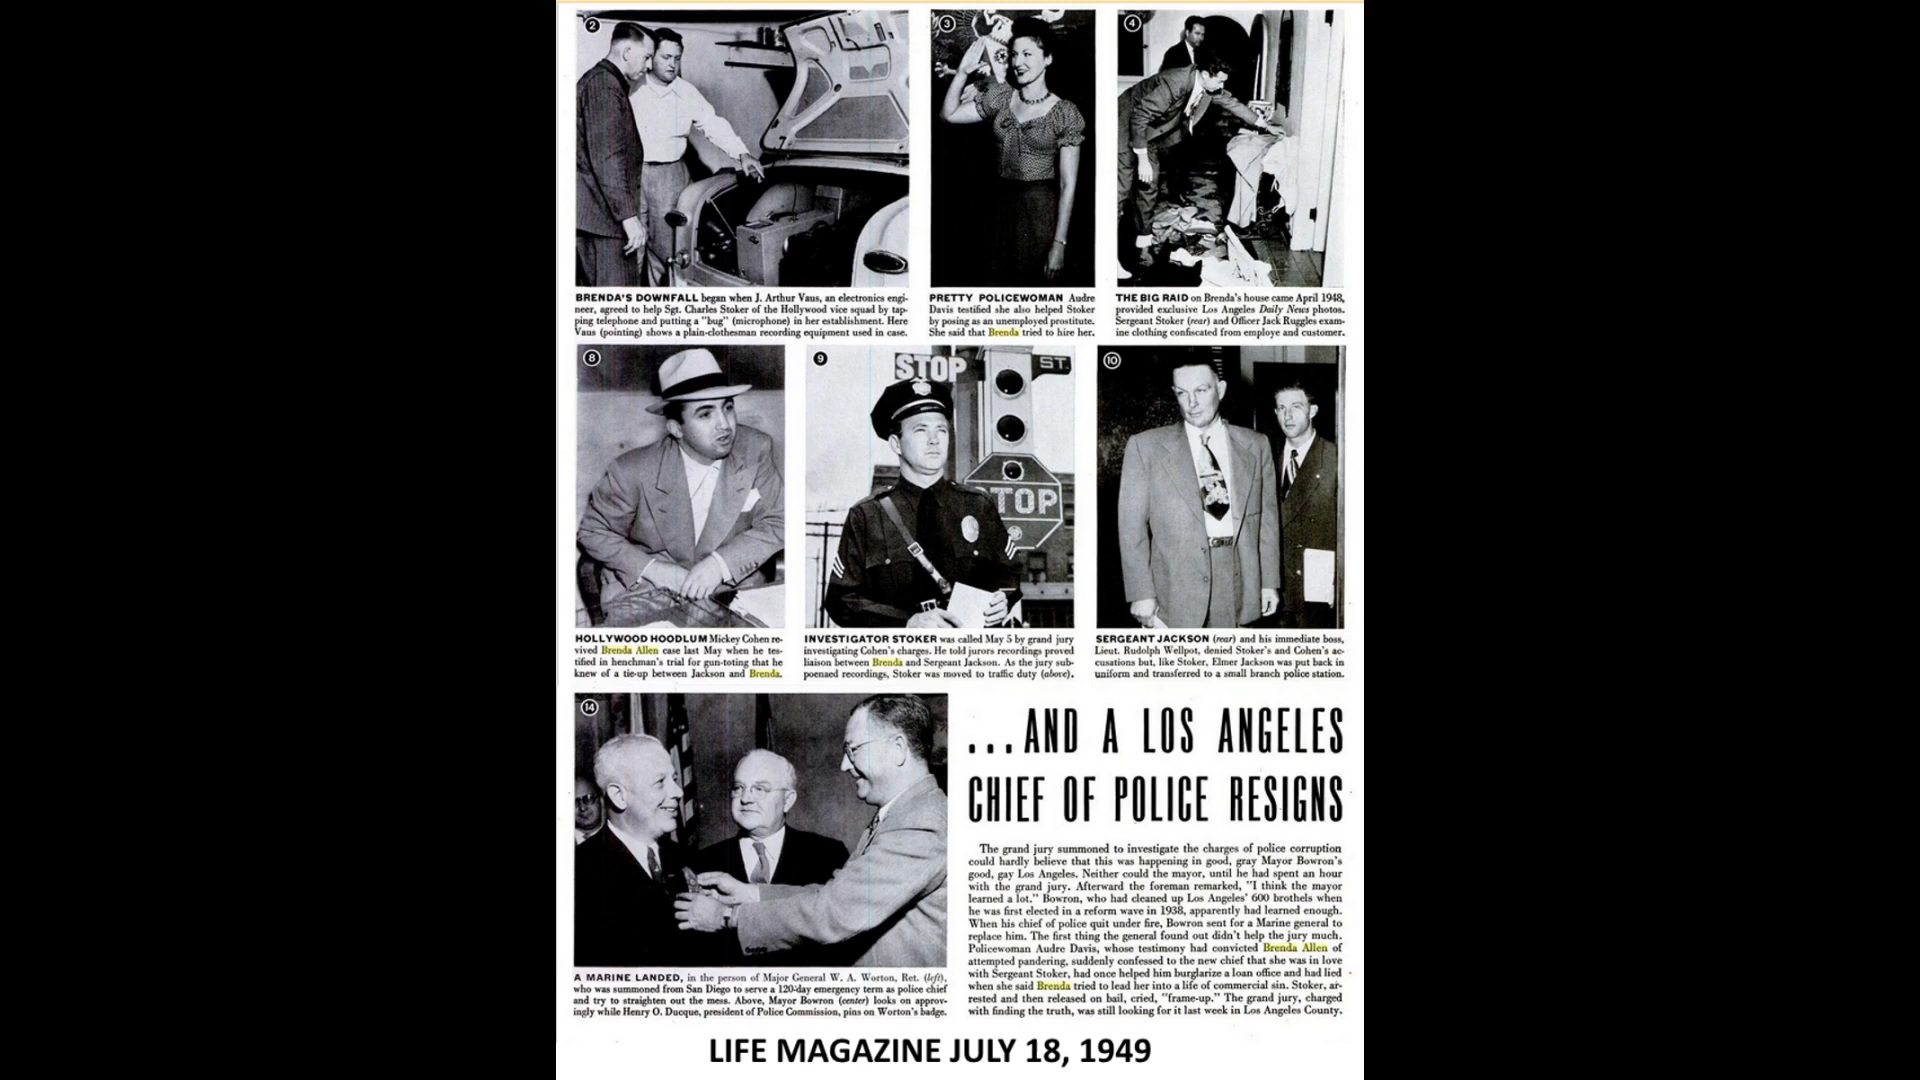 2
3
4
BRENDA'S DOWNFALL began when J. Arthur Vaus, an electronics engi-
neer, agreed to help Sgt. Charles Stoker of the Hollywood vice squad by tap-
ping telephone and putting a "bug" (microphone) in her establishment. Here
Vaus (pointing) shows a plain-clothesman recording equipment used in case.
PRETTY POLICEWOMAN Audre
Davis testified she also helped Stoker
by posing as an unemployed prostitute.
She said that Brenda tried to hire her.
THE BIG RAID on Brenda's house came April 1948,
provided exclusive Los Angeles Daily News photos.
Sergeant Stoker (rear) and Officer Jack Ruggles exam-
ine clothing confiscated from employe and customer.
8
9
STOP
ST.
STOP
10
HOLLYWOOD HOODLUM Mickey Cohen re-
vived Brenda Allen case last May when he tes-
tified in henchman's trial for gun-toting that he
knew of a tie-up between Jackson and Brenda.
INVESTIGATOR STOKER was called May 5 by grand jury
investigating Cohen's charges. He told jurors recordings proved
liaison between Brenda and Sergeant Jackson. As the jury sub-
poenaed recordings, Stoker was moved to traffic duty (above).
SERGEANT JACKSON (rear) and his immediate boss,
Lieut. Rudolph Wellpot, denied Stoker's and Cohen's ac-
cusations but, like Stoker, Elmer Jackson was put back in
uniform and transferred to a small branch police station.
14
...AND A LOS ANGELES
CHIEF OF POLICE RESIGNS
The grand jury summoned to investigate the charges of police corruption
could hardly believe that this was happening in good, gray Mayor Bowron's
good, gay Los Angeles. Neither could the mayor, until he had spent an hour
with the grand jury. Afterward the foreman remarked, "I think the mayor
learned a lot." Bowron, who had cleaned up Los Angeles' 600 brothels when
he was first elected in a reform wave in 1938, apparently had learned enough.
When his chief of police quit under fire, Bowron sent for a Marine general to
replace him. The first thing the general found out didn't help the jury much.
Policewoman Audre Davis, whose testimony had convicted Brenda Allen of
attempted pandering, suddenly confessed to the new chief that she was in love
with Sergeant Stoker, had once helped him burglarize a loan office and had lied
when she said Brenda tried to lead her into a life of commercial sin. Stoker, ar-
rested and then released on bail, cried, "frame-up." The grand jury, charged
with finding the truth, was still looking for it last week in Los Angeles County.
A MARINE LANDED, in the person of Major General W. A. Worton, Ret. (left),
who was summoned from San Diego to serve a 120-day emergency term as police chief
and try to straighten out the mess. Above, Mayor Bowron (center) looks on approv-
ingly while Henry O. Ducque, president of Police Commission, pins on Worton's badge.
LIFE MAGAZINE JULY 18, 1949